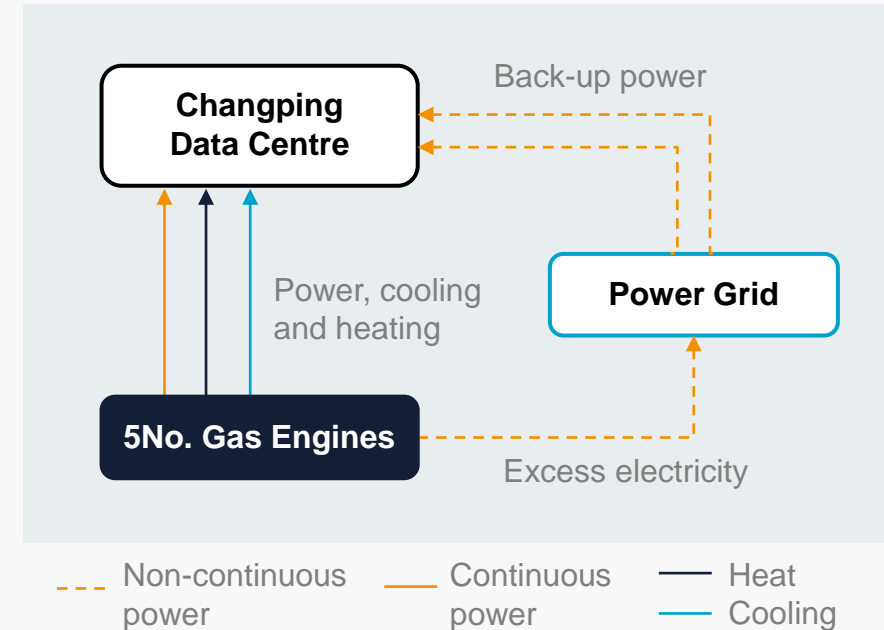 Back-up power
Changping
Data Centre
Power, cooling
and heating
Power Grid
5No. Gas Engines
Excess electricity
Non-continuous
power
Continuous
power
Heat
Cooling